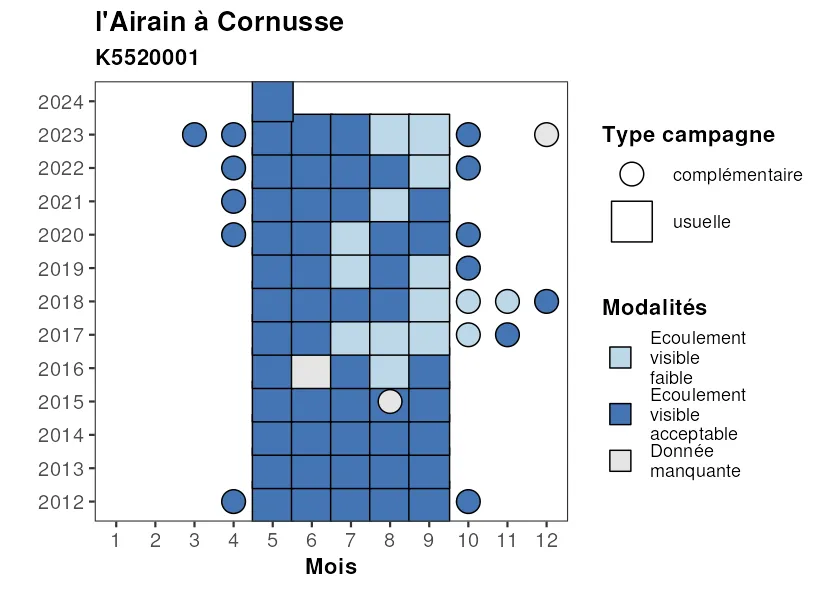 l'Airain à Cornusse
K5520001
2024
2023
2022
2021
2020
2019
2018
2017
2016
2015
2014
2013
2012
1 2 3 4 5 6 7 8 9 10 11 12
Mois
Type campagne
complémentaire
usuelle
Modalités
Ecoulement
visible
faible
Ecoulement
visible
acceptable
Donnée
manquante